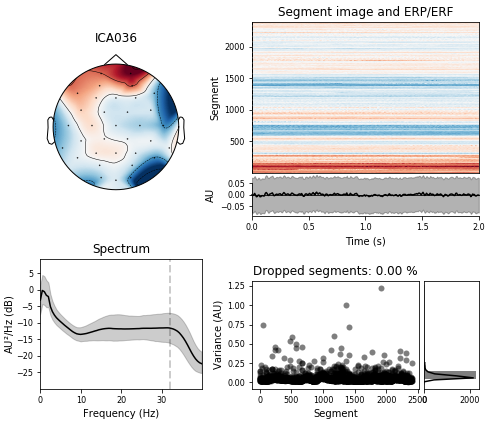 ICA036
Segment image and ERP/ERF
Segment
2000
1500
1000
500
AU
0.05
0.00
−0.05
0.0 0.5 1.0 1.5 2.0
Time (s)
Spectrum
AU²/Hz (dB)
5
0
−5
−10
−15
−20
−25
0 10 20 30
Frequency (Hz)
Dropped segments: 0.00 %
Variance (AU)
1.25
1.00
0.75
0.50
0.25
0.00
0 500 1000 1500 2000 2500
Segment
0 2000